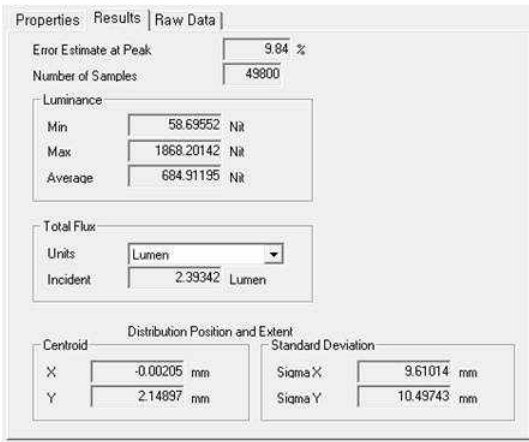 Properties Results Raw Data
Error Estimate at Peak 9.84 %
Number of Samples 49800
Luminance
Min 58.69552 Nit
Max 1868.20142 Nit
Average 684.91195 Nit
Total Flux
Units Lumen
Incident 2.39342 Lumen
Distribution Position and Extent
Centroid Standard Deviation
X -0.00205 mm Sigma X 9.61014 mm
Y 2.14897 mm Sigma Y 10.49743 mm